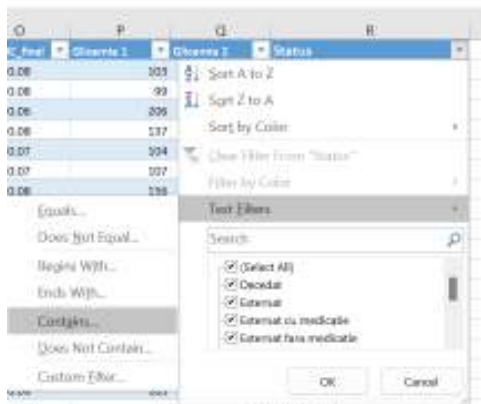 O P Q R
C_final Glicemie 1 Glicemie 2 Status
0.08 103
0.08 99
0.06 206
0.08 137
0.07 104
0.07 107
0.08 156
Sort A to Z
Sort Z to A
Sort by Color
Clear Filter From "Status"
Filter by Color
Text Filters
Equals...
Does Not Equal...
Begins With...
Ends With...
Contains...
Does Not Contain...
Custom Filter...
Search
(Select All)
Decedat
Externat
Externat cu medicatie
Externat fara medicatie
OK Cancel